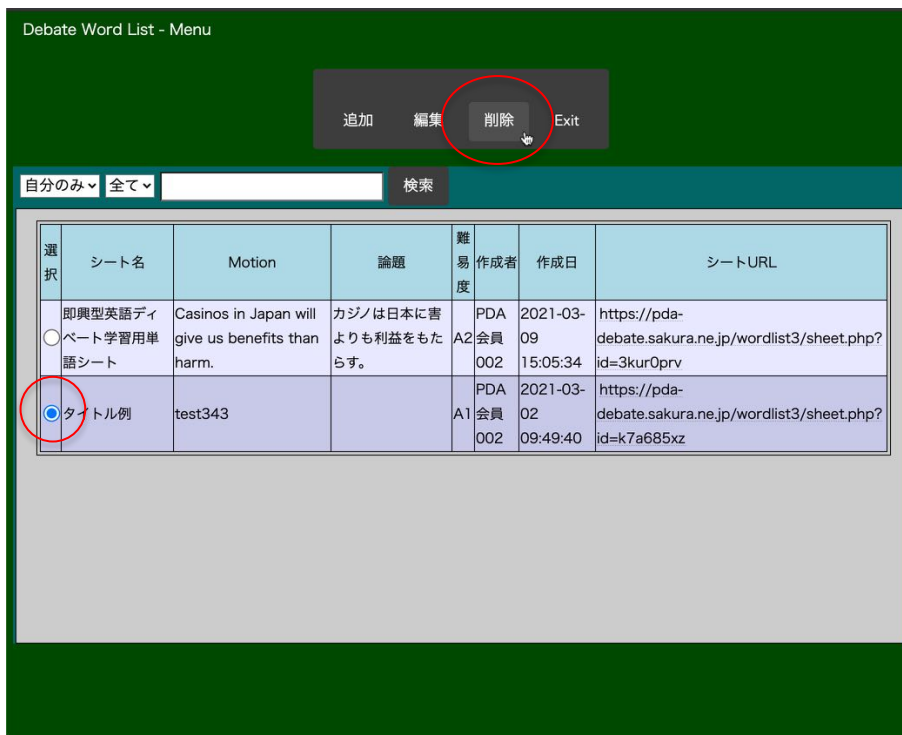 Debate Word List - Menu
追加 編集 削除 Exit
自分のみ 全て 検索
選択 シート名 Motion 論題 難易度 作成者 作成日 シートURL
即興型英語ディベート学習用単語シート Casinos in Japan will give us benefits than harm. カジノは日本に害よりも利益をもたらす。 A2 PDA会員002 2021-03-09 15:05:34 https://pda-debate.sakura.ne.jp/wordlist3/sheet.php?id=3kur0prv
タイトル例 test343 A1 PDA会員002 2021-03-02 09:49:40 https://pda-debate.sakura.ne.jp/wordlist3/sheet.php?id=k7a685xz